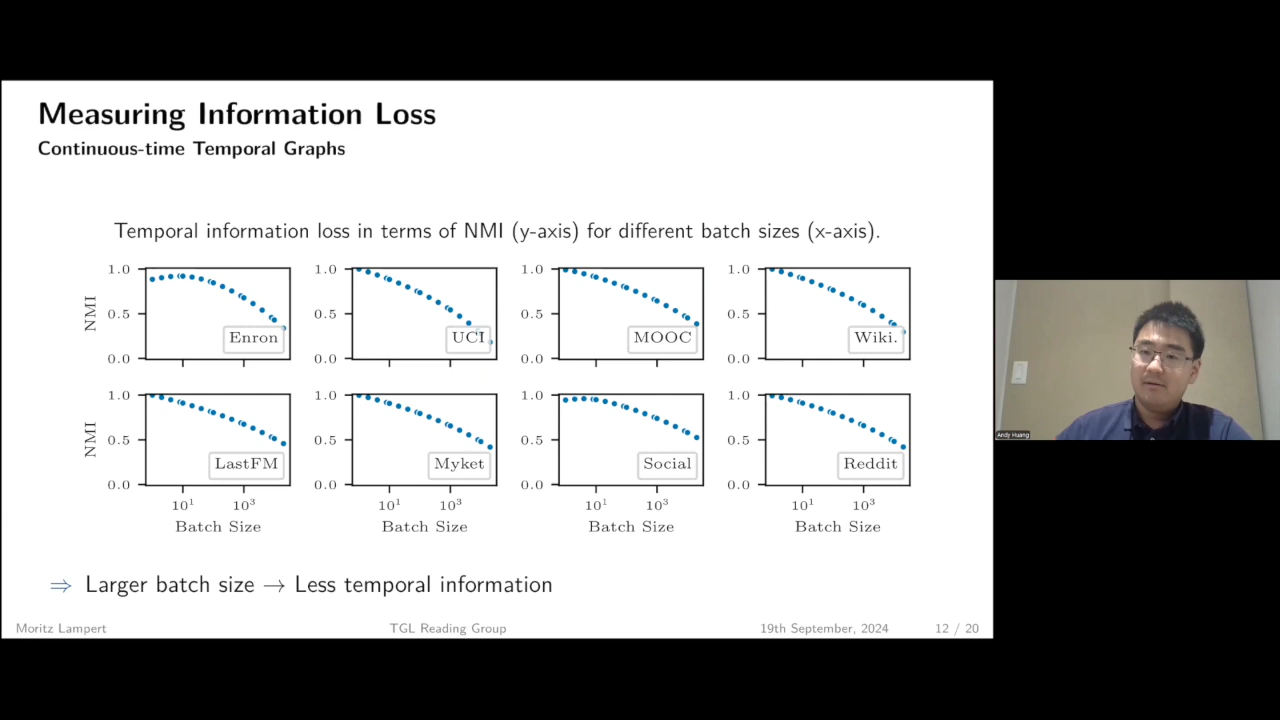 Measuring Information Loss
Continuous-time Temporal Graphs
Temporal information loss in terms of NMI (y-axis) for different batch sizes (x-axis).
NMI
1.0
0.5
0.0
Enron
1.0
0.5
0.0
UCI
1.0
0.5
0.0
MOOC
1.0
0.5
0.0
Wiki.
NMI
1.0
0.5
0.0
LastFM
10¹ 10³
Batch Size
1.0
0.5
0.0
Myket
10¹ 10³
Batch Size
1.0
0.5
0.0
Social
10¹ 10³
Batch Size
1.0
0.5
0.0
Reddit
10¹ 10³
Batch Size
⇒ Larger batch size → Less temporal information
Moritz Lampert TGL Reading Group 19th September, 2024 12 / 20
Andy Huang